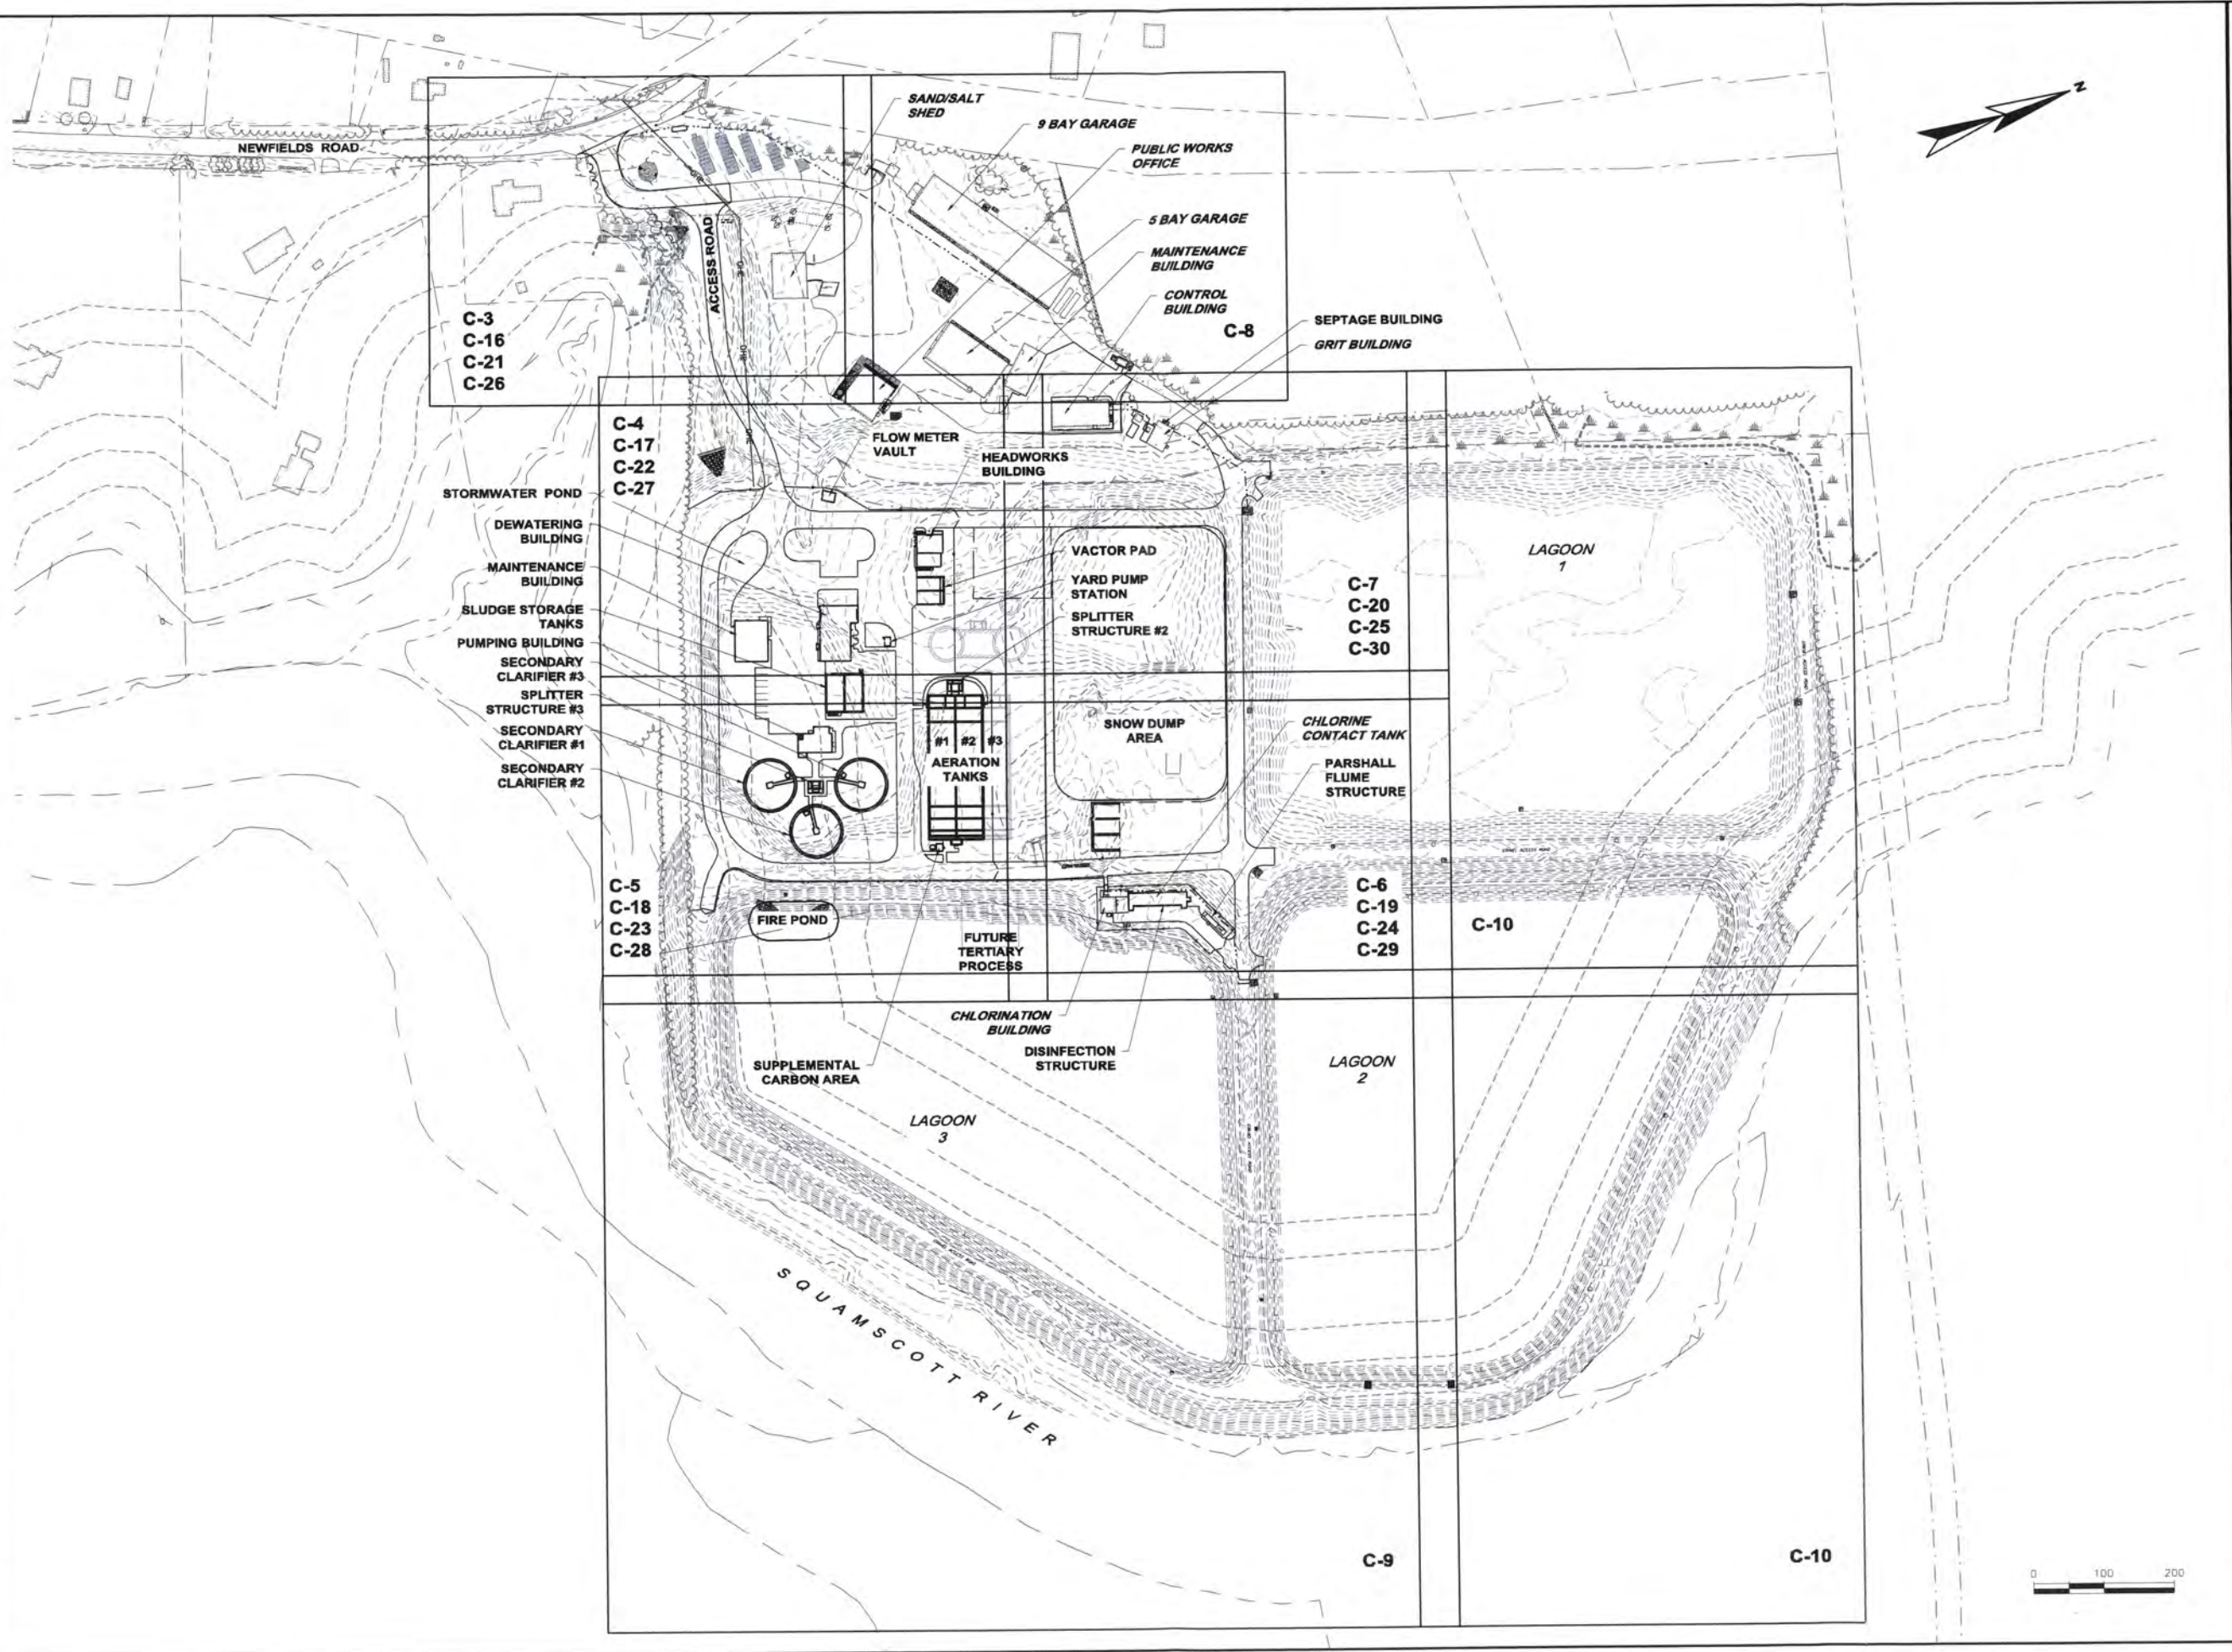 Z
NEWFIELDS ROAD
ACCESS ROAD
SAND/SALT
SHED
9 BAY GARAGE
PUBLIC WORKS
OFFICE
5 BAY GARAGE
MAINTENANCE
BUILDING
CONTROL
BUILDING
C-8
SEPTAGE BUILDING
GRIT BUILDING
C-3
C-16
C-21
C-26
OHE
OHE
OHE
C-4
C-17
C-22
C-27
FLOW METER
VAULT
HEADWORKS
BUILDING
STORMWATER POND
DEWATERING
BUILDING
MAINTENANCE
BUILDING
SLUDGE STORAGE
TANKS
PUMPING BUILDING
SECONDARY
CLARIFIER #3
SPLITTER
STRUCTURE #3
SECONDARY
CLARIFIER #1
SECONDARY
CLARIFIER #2
VACTOR PAD
YARD PUMP
STATION
SPLITTER
STRUCTURE #2
C-7
C-20
C-25
C-30
LAGOON
1
SNOW DUMP
AREA
CHLORINE
CONTACT TANK
PARSHALL
FLUME
STRUCTURE
#1 #2 #3
AERATION
TANKS
C-5
C-18
C-23
C-28
FIRE POND
FUTURE
TERTIARY
PROCESS
C-6
C-19
C-24
C-29
C-10
CHLORINATION
BUILDING
DISINFECTION
STRUCTURE
SUPPLEMENTAL
CARBON AREA
LAGOON
2
LAGOON
3
SQUAMSCOTT RIVER
C-9
C-10
0 100 200